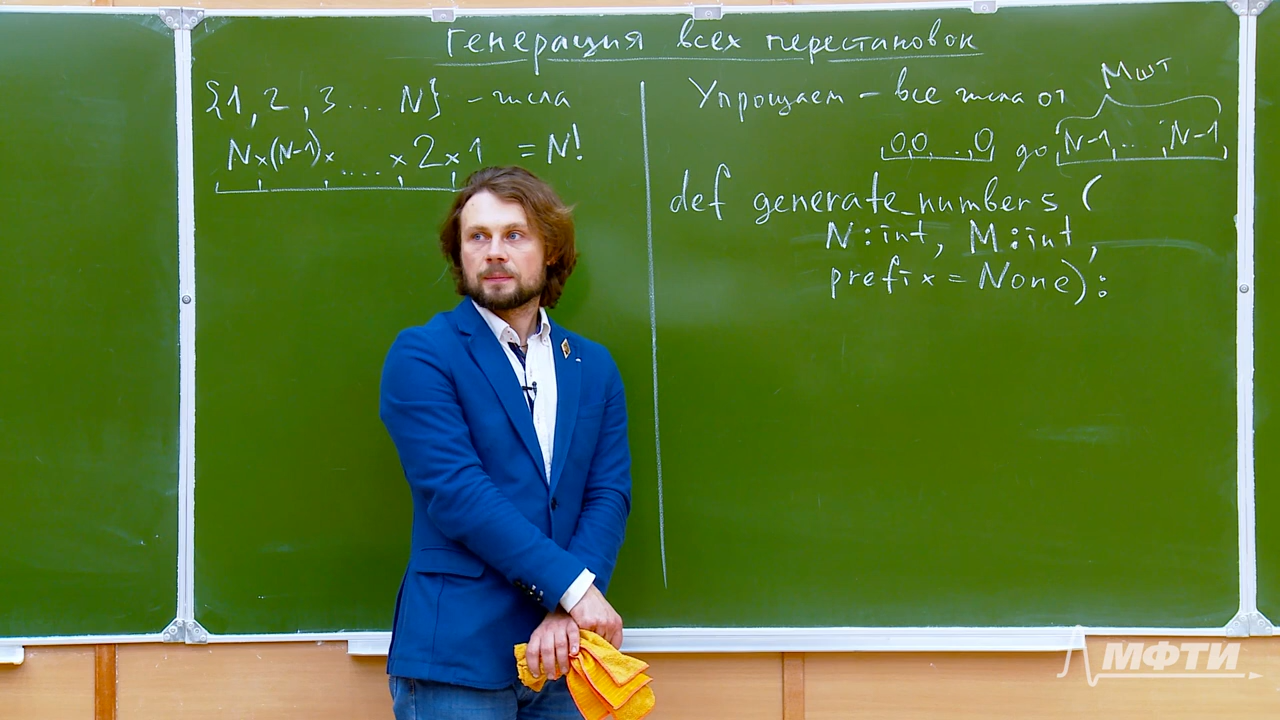 Генерация всех перестановок
{1, 2, 3 ... N} - числа
N×(N-1)× .... ×2×1 = N!
Упрощаем - все числа от
M шт
0,0, ..., 0 до N-1, ... , N-1,
def generate_numbers (
N:int, M:int,
prefix = None):
МФТИ